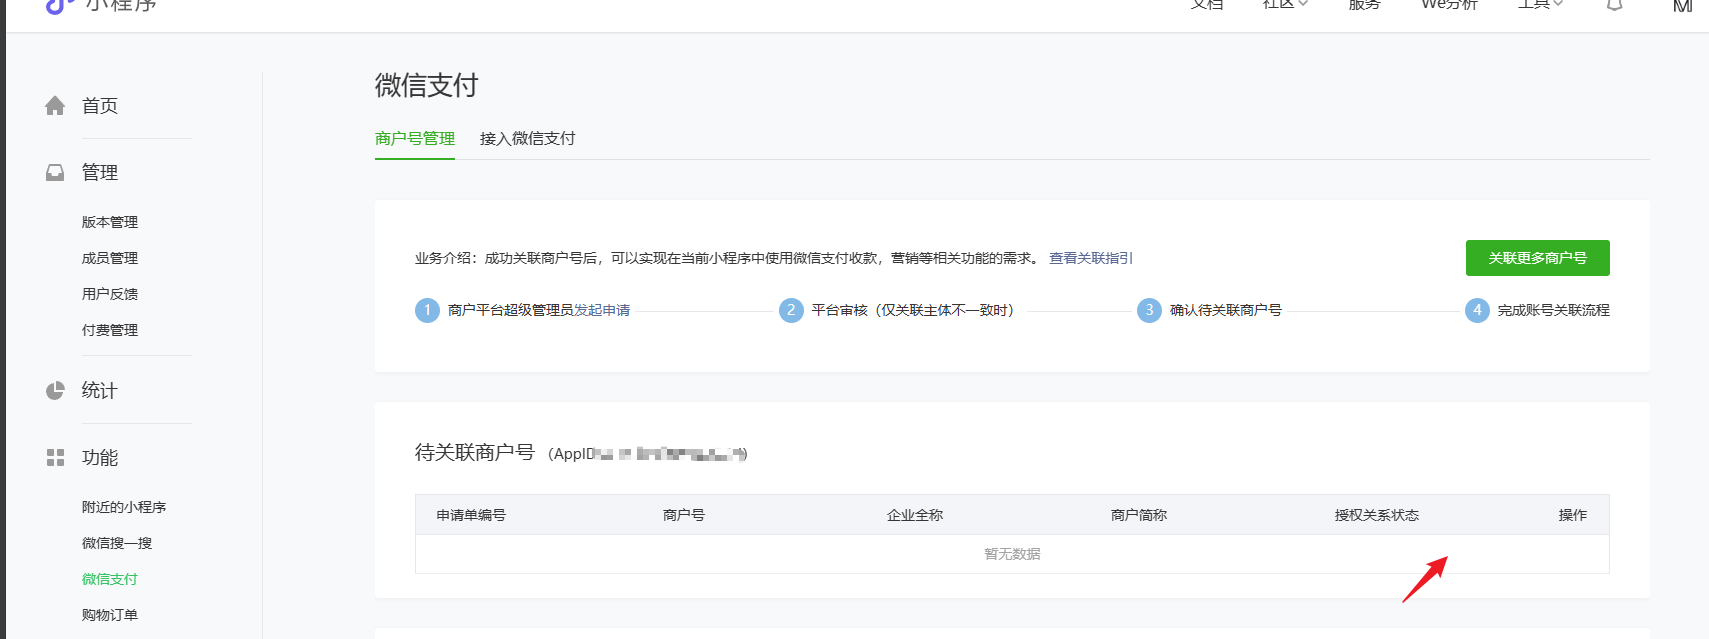 小程序
文档 社区 服务 We分析 工具
首页
管理
版本管理
成员管理
用户反馈
付费管理
统计
功能
附近的小程序
微信搜一搜
微信支付
购物订单
微信支付
商户号管理 接入微信支付
业务介绍：成功关联商户号后，可以实现在当前小程序中使用微信支付收款，营销等相关功能的需求。 查看关联指引
关联更多商户号
1 商户平台超级管理员发起申请 2 平台审核（仅关联主体不一致时） 3 确认待关联商户号 4 完成账号关联流程
待关联商户号 （AppID
申请单编号 商户号 企业全称 商户简称 授权关系状态 操作
暂无数据